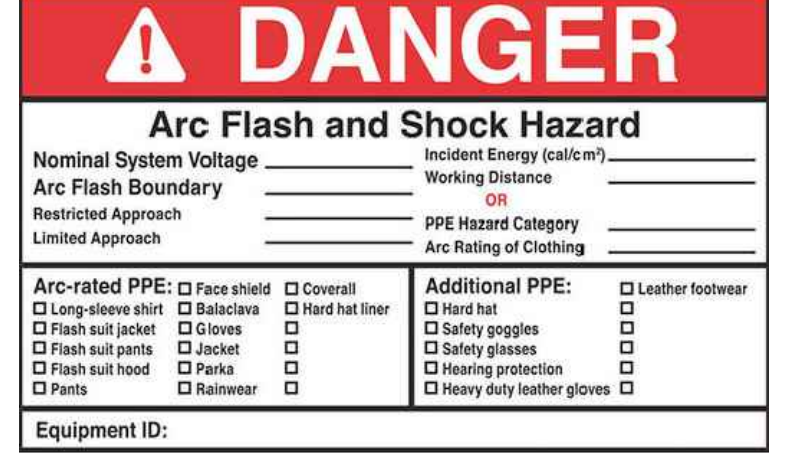 DANGER
Arc Flash and Shock Hazard
Nominal System Voltage
Arc Flash Boundary
Restricted Approach
Limited Approach
Incident Energy (cal/cm²)
Working Distance
OR
PPE Hazard Category
Arc Rating of Clothing
Arc-rated PPE:
Long-sleeve shirt
Flash suit jacket
Flash suit pants
Flash suit hood
Pants
Face shield
Balaclava
Gloves
Jacket
Parka
Rainwear
Coverall
Hard hat liner
Additional PPE:
Hard hat
Safety goggles
Safety glasses
Hearing protection
Heavy duty leather gloves
Leather footwear
Equipment ID: